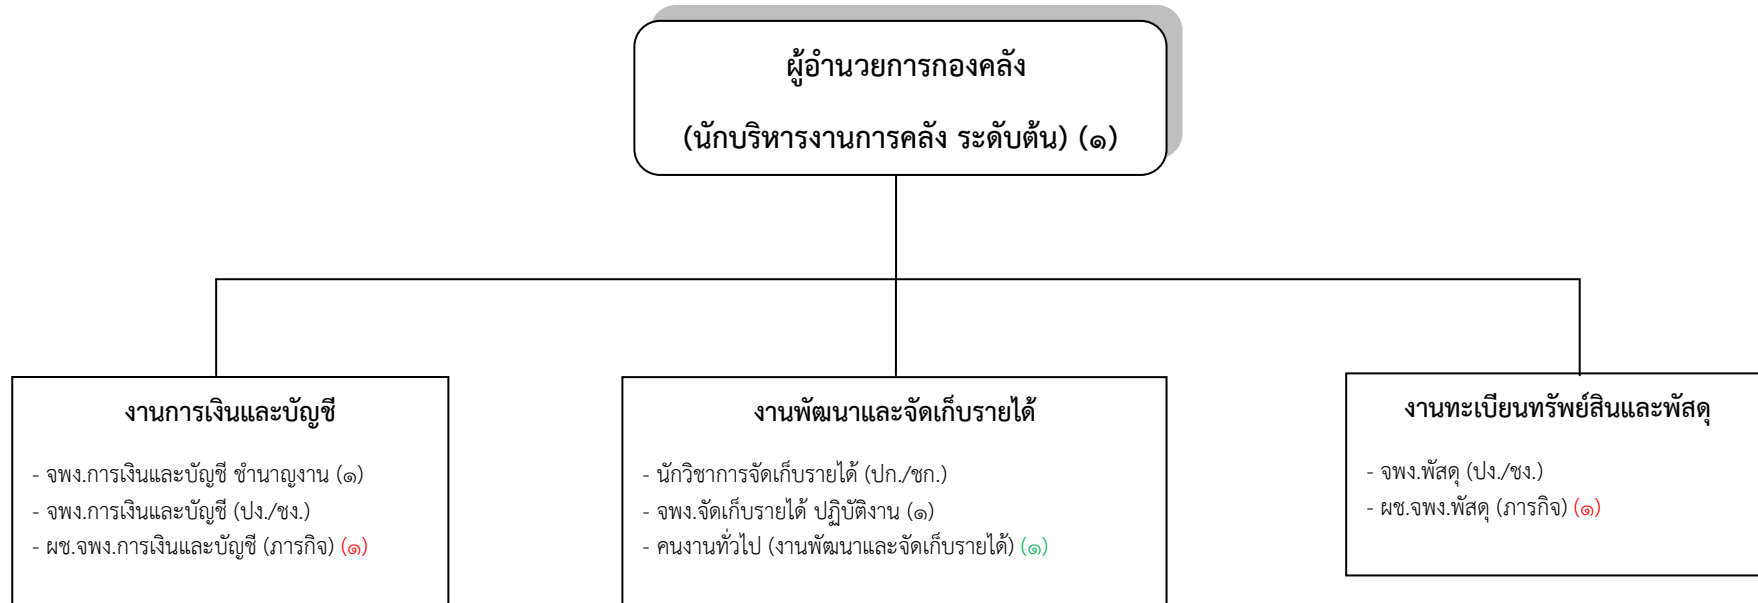 ผู้อำนวยการกองคลัง
(นักบริหารงานการคลัง ระดับต้น) (๑)
งานการเงินและบัญชี
- จพง.การเงินและบัญชี ชำนาญงาน (๑)
- จพง.การเงินและบัญชี (ปง./ชง.)
- ผช.จพง.การเงินและบัญชี (ภารกิจ) (๑)
งานพัฒนาและจัดเก็บรายได้
- นักวิชาการจัดเก็บรายได้ (ปก./ชก.)
- จพง.จัดเก็บรายได้ ปฏิบัติงาน (๑)
- คนงานทั่วไป (งานพัฒนาและจัดเก็บรายได้) (๑)
งานทะเบียนทรัพย์สินและพัสดุ
- จพง.พัสดุ (ปง./ชง.)
- ผช.จพง.พัสดุ (ภารกิจ) (๑)